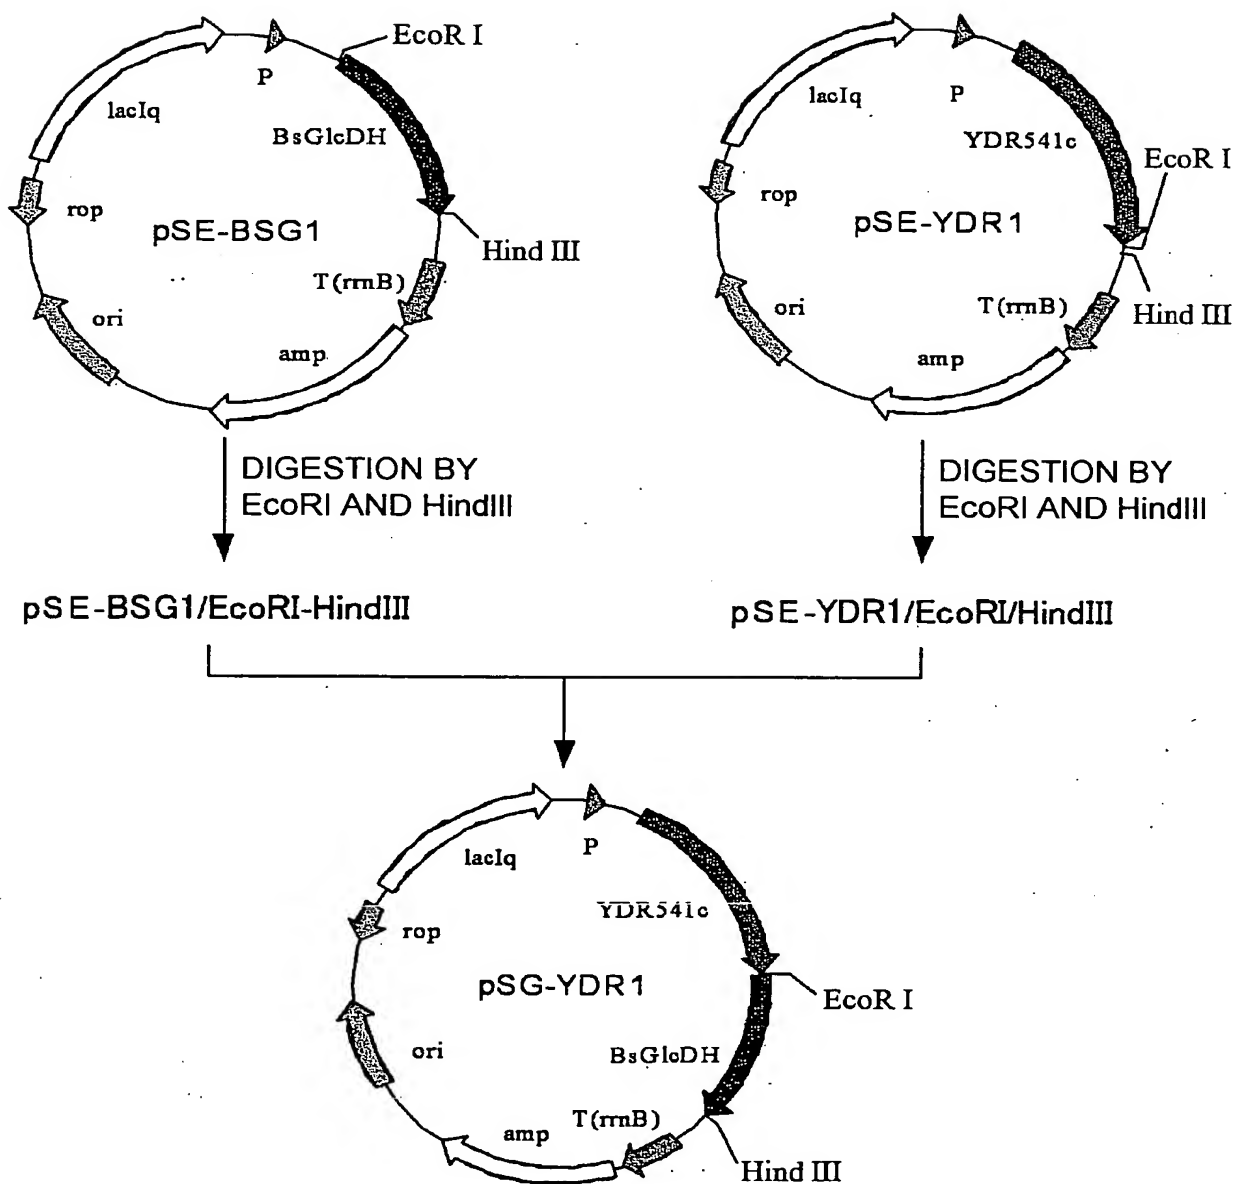 EcoR I
P
lacIq
BsGlcDH
rop
pSE-BSG1
Hind III
T(rrnB)
ori
amp
P
lacIq
YDR541c
EcoR I
rop
pSE-YDR1
T(rrnB)
Hind III
ori
amp
DIGESTION BY
EcoRI AND HindIII
DIGESTION BY
EcoRI AND HindIII
pSE-BSG1/EcoRI-HindIII
pSE-YDR1/EcoRI/HindIII
P
lacIq
YDR541c
rop
pSG-YDR1
EcoR I
ori
BsGlcDH
T(rrnB)
amp
Hind III